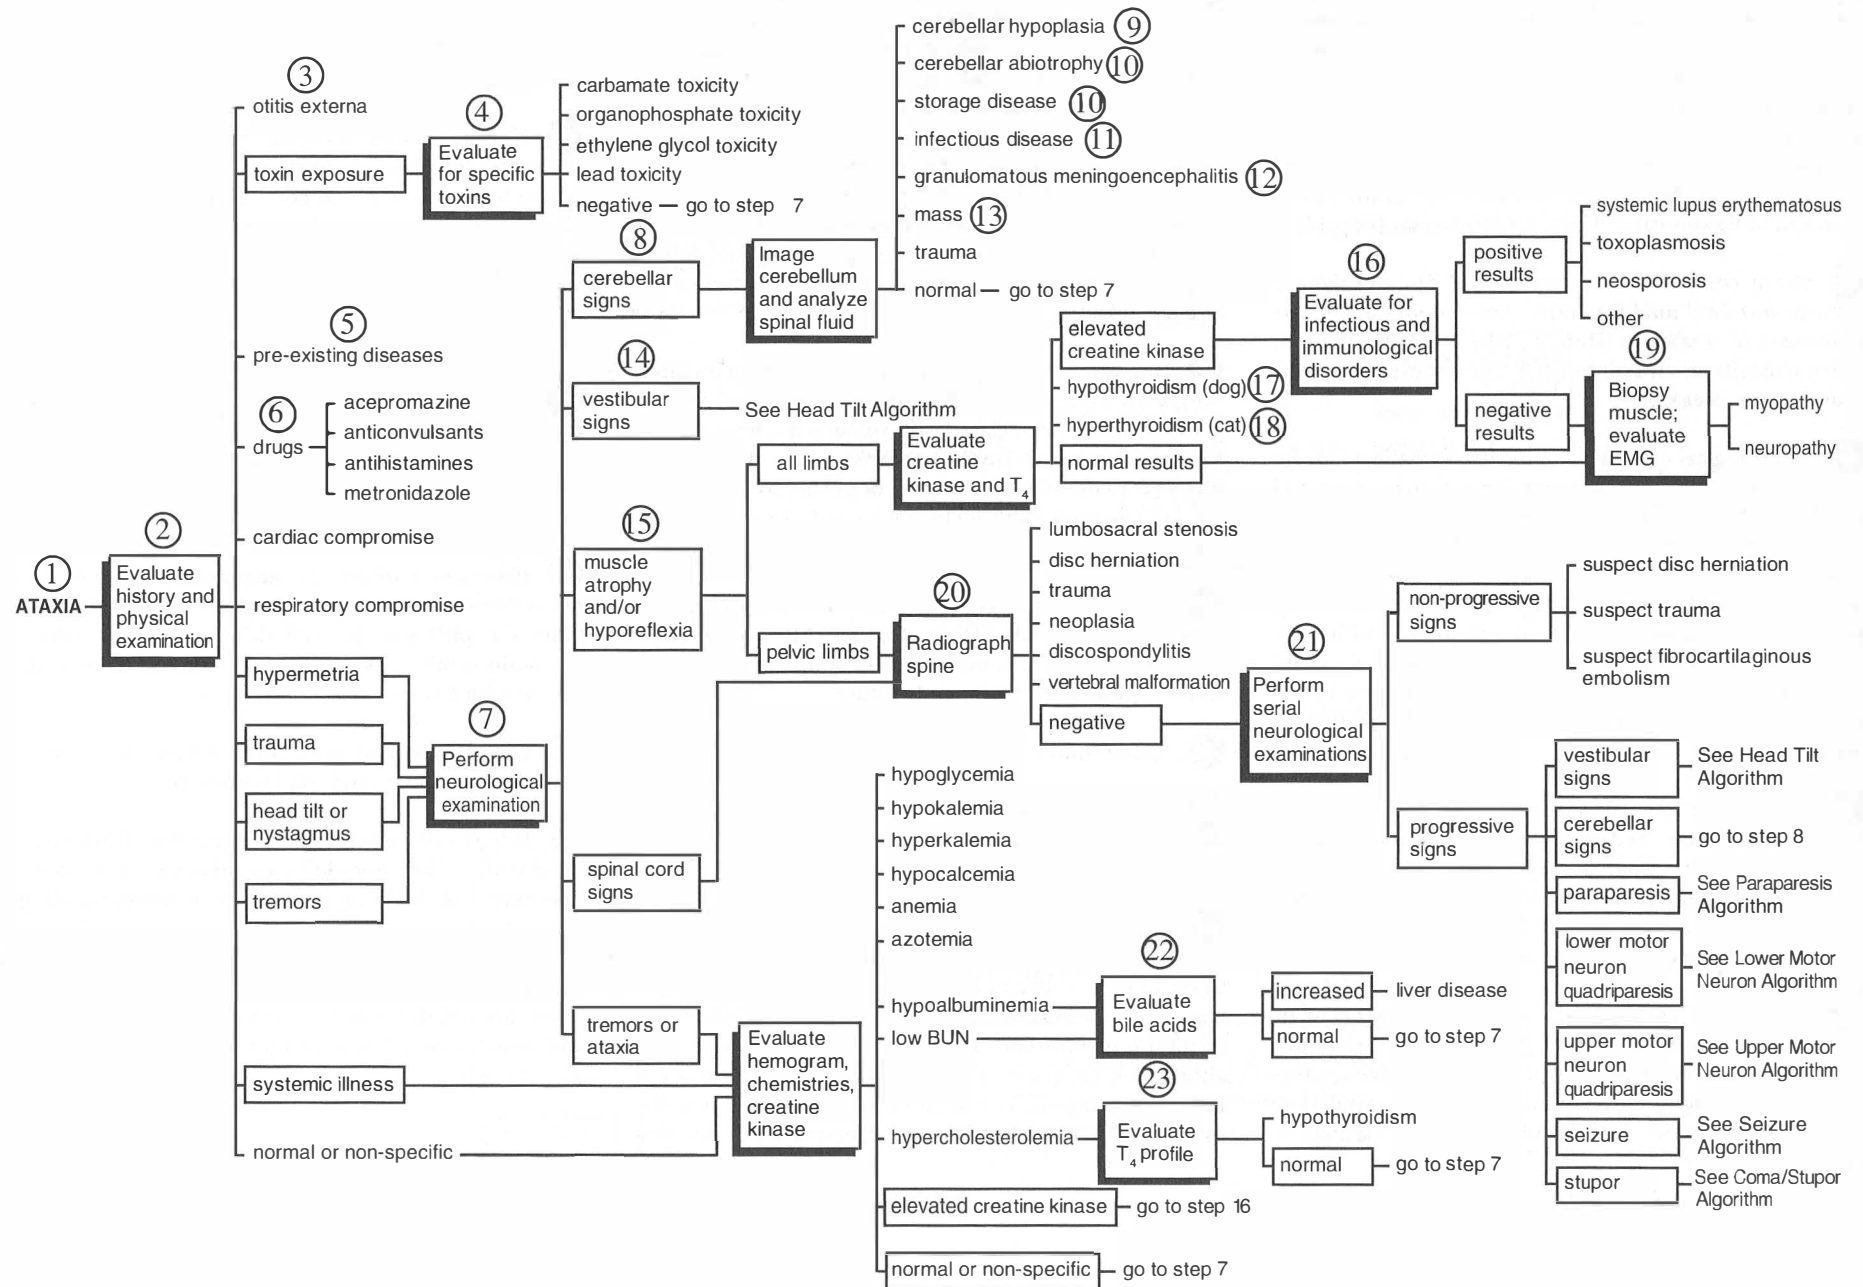 1
ATAXIA
2
Evaluate
history and
physical
examination
3
otitis externa
toxin exposure
4
Evaluate
for specific
toxins
carbamate toxicity
organophosphate toxicity
ethylene glycol toxicity
lead toxicity
negative — go to step 7
5
pre-existing diseases
6
drugs
acepromazine
anticonvulsants
antihistamines
metronidazole
cardiac compromise
respiratory compromise
hypermetria
trauma
head tilt or
nystagmus
tremors
7
Perform
neurological
examination
systemic illness
normal or non-specific
8
cerebellar
signs
Image
cerebellum
and analyze
spinal fluid
cerebellar hypoplasia 9
cerebellar abiotrophy 10
storage disease 10
infectious disease 11
granulomatous meningoencephalitis 12
mass 13
trauma
normal — go to step 7
14
vestibular
signs
See Head Tilt Algorithm
15
muscle
atrophy
and/or
hyporeflexia
all limbs
Evaluate
creatine
kinase and T4
elevated
creatine kinase
hypothyroidism (dog) 17
hyperthyroidism (cat) 18
normal results
16
Evaluate for
infectious and
immunological
disorders
positive
results
systemic lupus erythematosus
toxoplasmosis
neosporosis
other
negative
results
19
Biopsy
muscle;
evaluate
EMG
myopathy
neuropathy
pelvic limbs
20
Radiograph
spine
lumbosacral stenosis
disc herniation
trauma
neoplasia
discospondylitis
vertebral malformation
negative
21
Perform
serial
neurological
examinations
non-progressive
signs
suspect disc herniation
suspect trauma
suspect fibrocartilaginous
embolism
progressive
signs
vestibular
signs
See Head Tilt
Algorithm
cerebellar
signs
go to step 8
paraparesis
See Paraparesis
Algorithm
lower motor
neuron
quadriparesis
See Lower Motor
Neuron Algorithm
upper motor
neuron
quadriparesis
See Upper Motor
Neuron Algorithm
seizure
See Seizure
Algorithm
stupor
See Coma/Stupor
Algorithm
spinal cord
signs
tremors or
ataxia
Evaluate
hemogram,
chemistries,
creatine
kinase
hypoglycemia
hypokalemia
hyperkalemia
hypocalcemia
anemia
azotemia
hypoalbuminemia
low BUN
22
Evaluate
bile acids
increased
liver disease
normal
go to step 7
hypercholesterolemia
23
Evaluate
T4 profile
hypothyroidism
normal
go to step 7
elevated creatine kinase
go to step 16
normal or non-specific
go to step 7